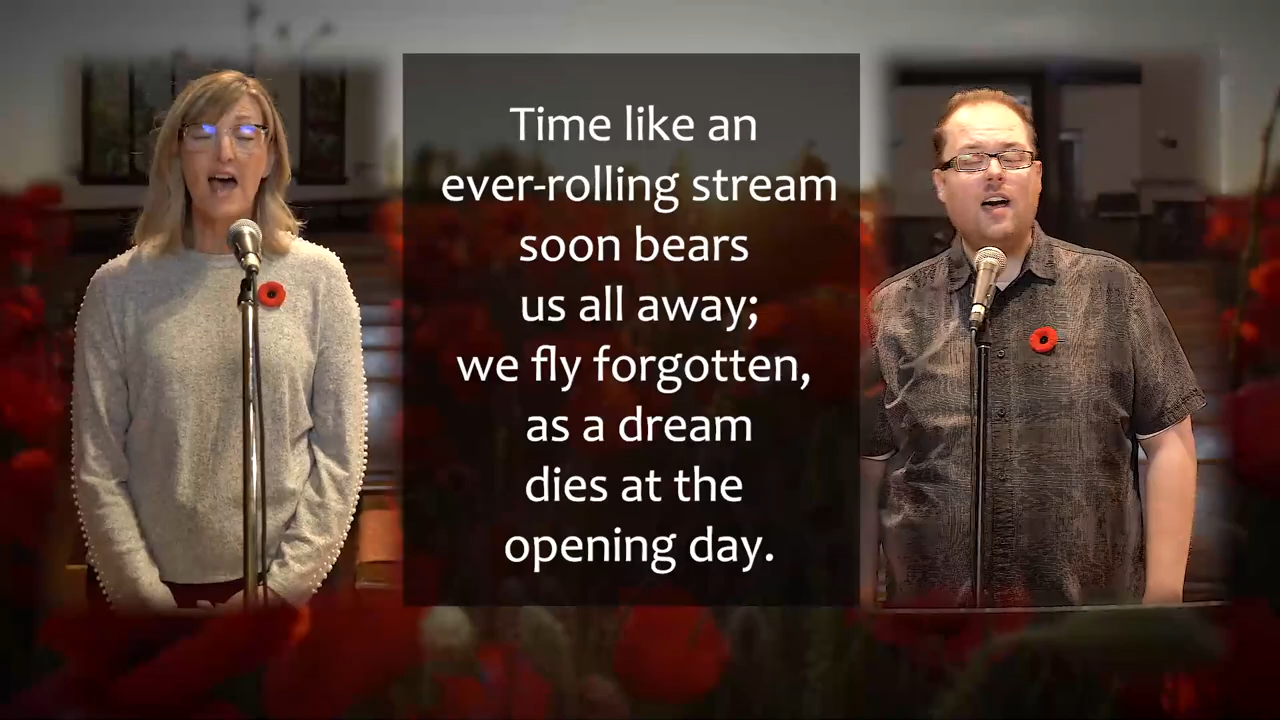 Time like an
ever-rolling stream
soon bears
us all away;
we fly forgotten,
as a dream
dies at the
opening day.